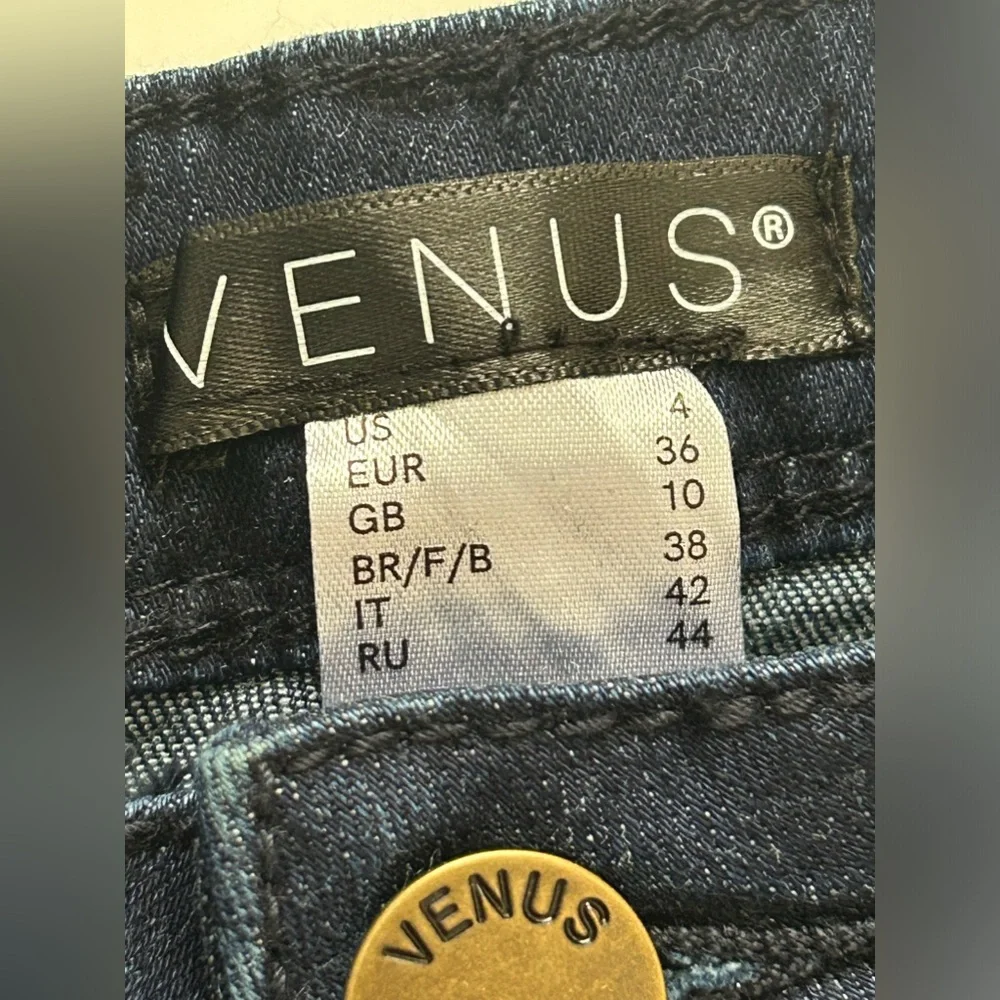 VENUS®
US 4
EUR 36
GB 10
BR/F/B 38
IT 42
RU 44
VENUS